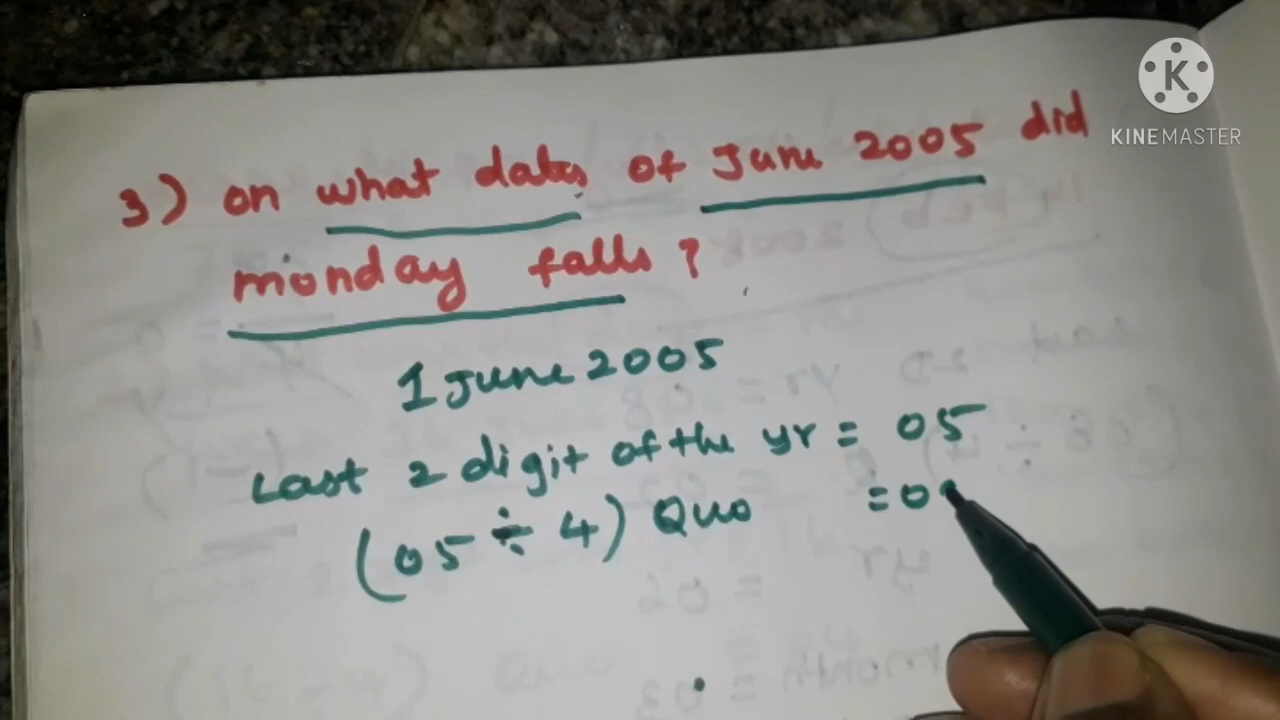 3) on what dates of June 2005 did
monday falls ?
1 June 2005
Last 2 digit of the yr = 05
(05 ÷ 4) Quo = 0
K
KINEMASTER